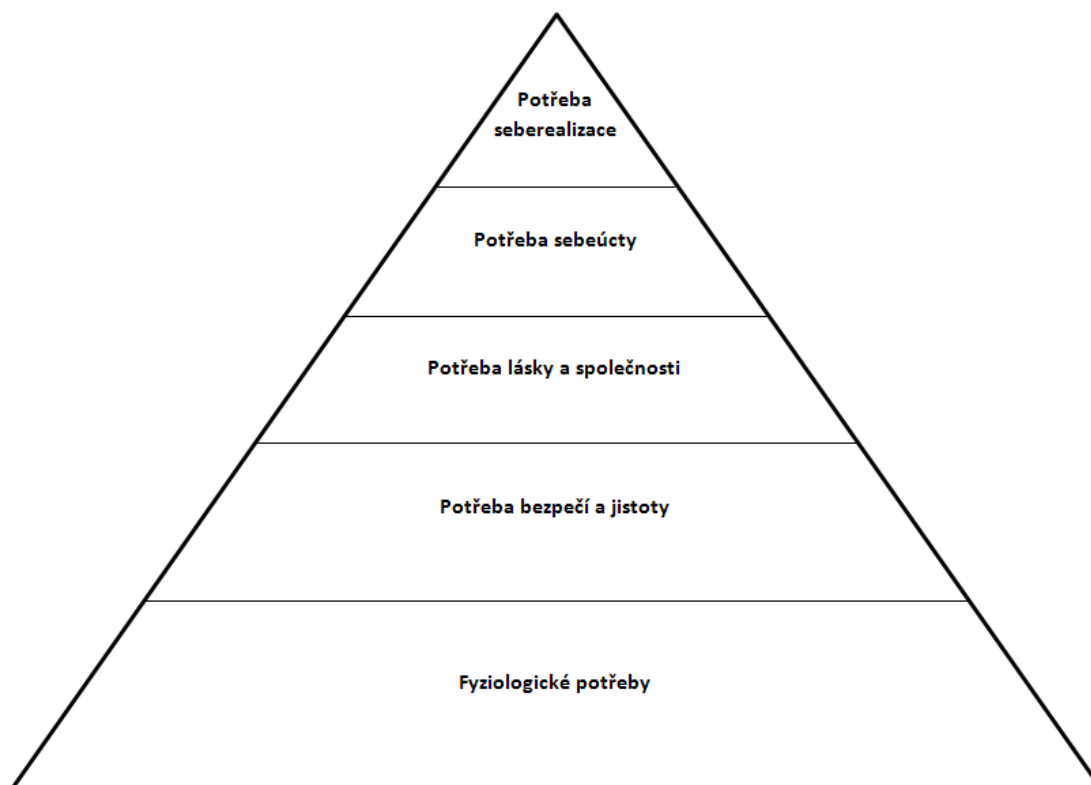 Potřeba
seberealizace
Potřeba sebeúcty
Potřeba lásky a společnosti
Potřeba bezpečí a jistoty
Fyziologické potřeby